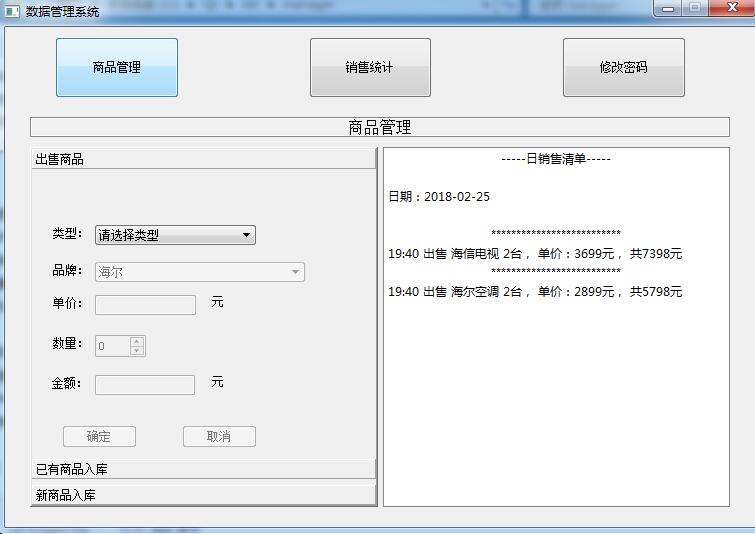 数据管理系统
商品管理
销售统计
修改密码
商品管理
出售商品
类型：
请选择类型
品牌：
海尔
单价：
元
数量：
0
金额：
元
确定
取消
已有商品入库
新商品入库
-----日销售清单-----
日期：2018-02-25
**************************
19:40 出售 海信电视 2台， 单价：3699元， 共7398元
**************************
19:40 出售 海尔空调 2台， 单价：2899元， 共5798元